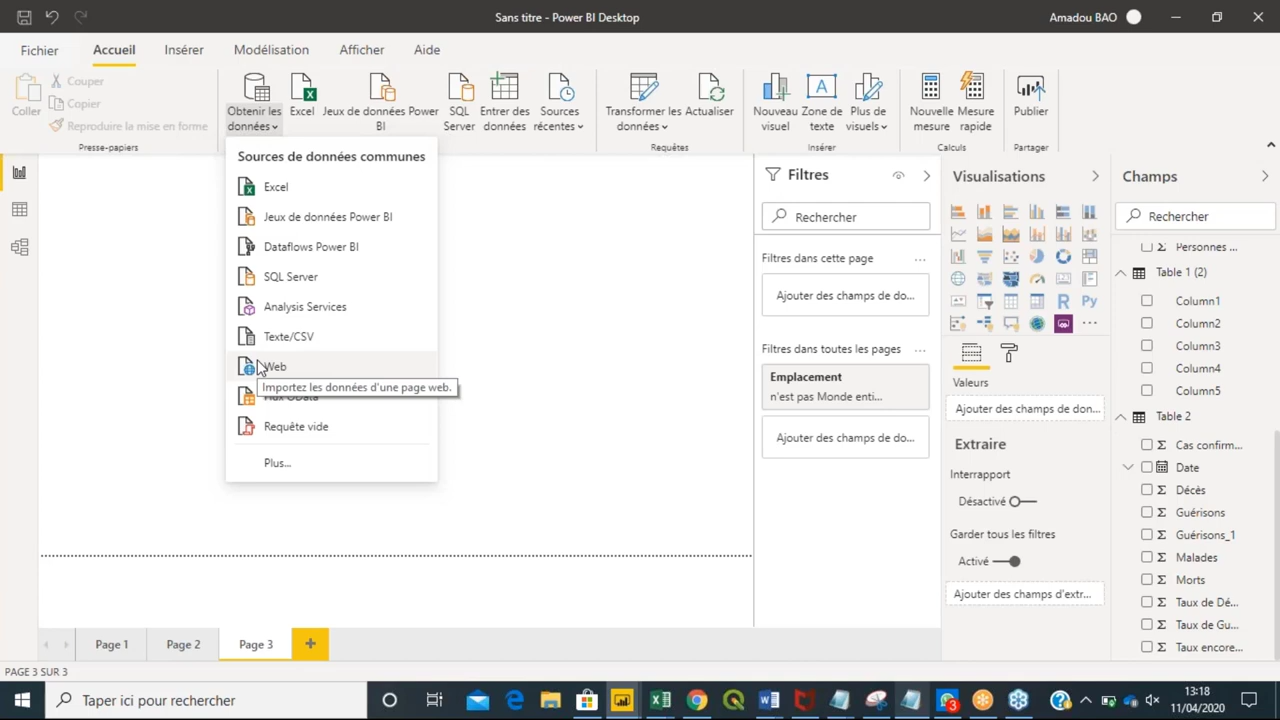 Sans titre - Power BI Desktop
Amadou BAO
Fichier
Accueil
Insérer
Modélisation
Afficher
Aide
Coller
Couper
Copier
Reproduire la mise en forme
Presse-papiers
Obtenir les
données
Excel
Jeux de données Power
BI
SQL
Server
Entrer des
données
Sources
récentes
Transformer les
données
Actualiser
Requêtes
Nouveau
visuel
Zone de
texte
Plus de
visuels
Insérer
Nouvelle
mesure
Mesure
rapide
Calculs
Publier
Partager
Sources de données communes
Excel
Jeux de données Power BI
Dataflows Power BI
SQL Server
Analysis Services
Texte/CSV
Web
Importez les données d'une page web.
Flux OData
Requête vide
Plus...
Filtres
Rechercher
Filtres dans cette page
...
Ajouter des champs de do...
Filtres dans toutes les pages
...
Emplacement
n'est pas Monde enti...
Ajouter des champs de do...
Visualisations
R
Py
...
Valeurs
Ajouter des champs de don...
Extraire
Interrapport
Désactivé
Garder tous les filtres
Activé
Ajouter des champs d'extr...
Champs
Rechercher
Personnes ...
Table 1 (2)
Column1
Column2
Column3
Column4
Column5
Table 2
Cas confirm...
Date
Décès
Guérisons
Guérisons_1
Malades
Morts
Taux de Dé...
Taux de Gu...
Taux encore...
Page 1
Page 2
Page 3
PAGE 3 SUR 3
Taper ici pour rechercher
3
13:18
11/04/2020